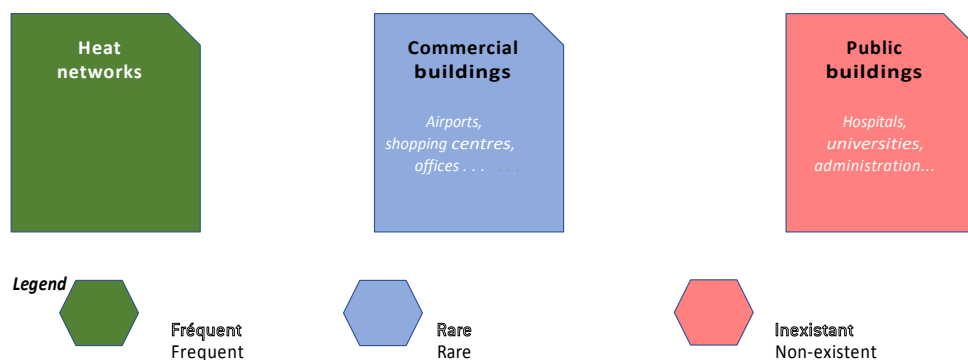 Heat
networks
Commercial
buildings
Airports,
shopping centres,
offices . . . . . .
Public
buildings
Hospitals,
universities,
administration...
Legend
Fréquent
Frequent
Rare
Rare
Inexistant
Non-existent